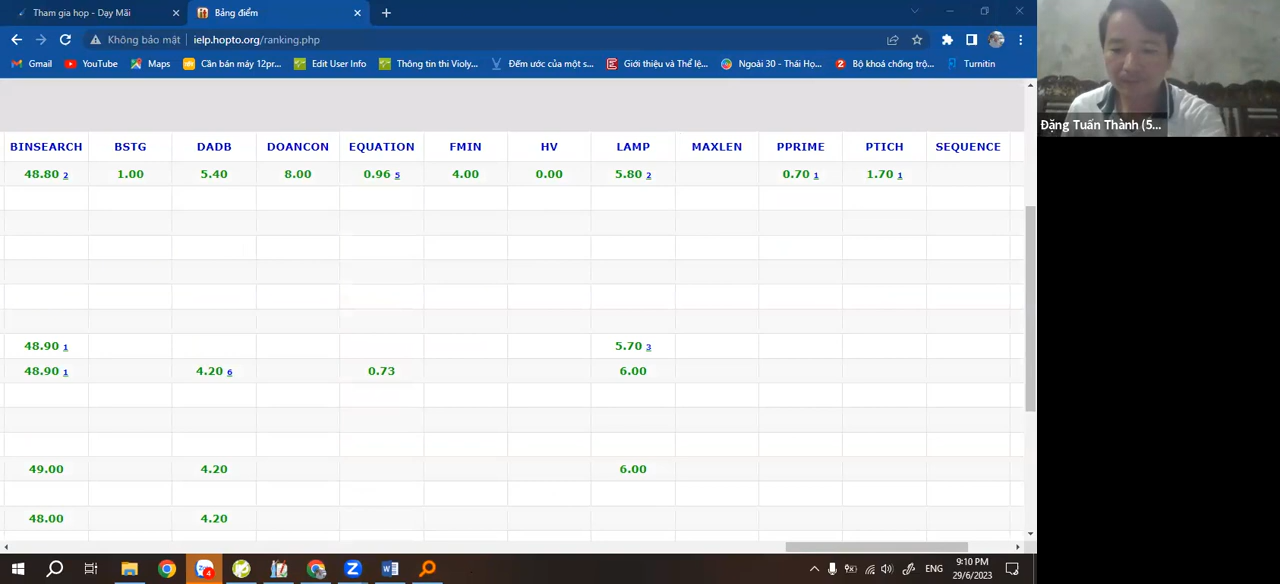 Tham gia họp - Dạy Mãi
Bảng điểm
Không bảo mật
ielp.hopto.org/ranking.php
Gmail YouTube Maps Cần bán máy 12pr... Edit User Info Thông tin thi Violy... Đếm ước của một s... Giới thiệu và Thể lệ... Ngoài 30 - Thái Họ... Bộ khoá chống trộ... Turnitin
Đặng Tuấn Thành (5...
BINSEARCH BSTG DADB DOANCON EQUATION FMIN HV LAMP MAXLEN PPRIME PTICH SEQUENCE
48.80 2 1.00 5.40 8.00 0.96 5 4.00 0.00 5.80 2 0.70 1 1.70 1
48.90 1 5.70 3
48.90 1 4.20 6 0.73 6.00
49.00 4.20 6.00
48.00 4.20
4
ENG
9:10 PM
29/6/2023